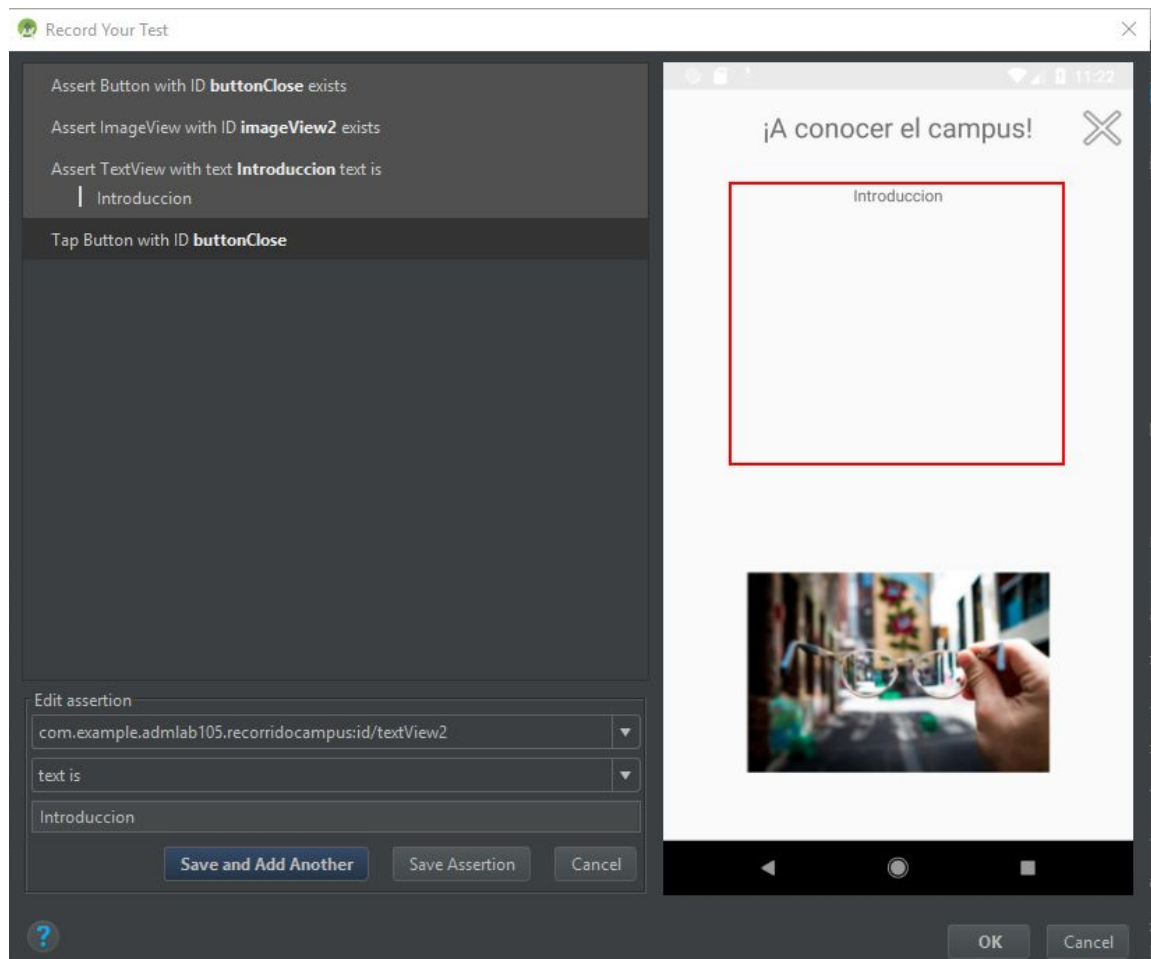 Record Your Test
Assert Button with ID buttonClose exists
Assert ImageView with ID imageView2 exists
Assert TextView with text Introduccion text is
Introduccion
Tap Button with ID buttonClose
Edit assertion
com.example.admlab105.recorridocampus:id/textView2
text is
Introduccion
Save and Add Another
Save Assertion
Cancel
11:22
¡A conocer el campus!
Introduccion
?
OK
Cancel